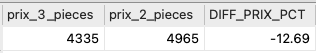 prix_3_pieces prix_2_pieces DIFF_PRIX_PCT
4335 4965 -12.69